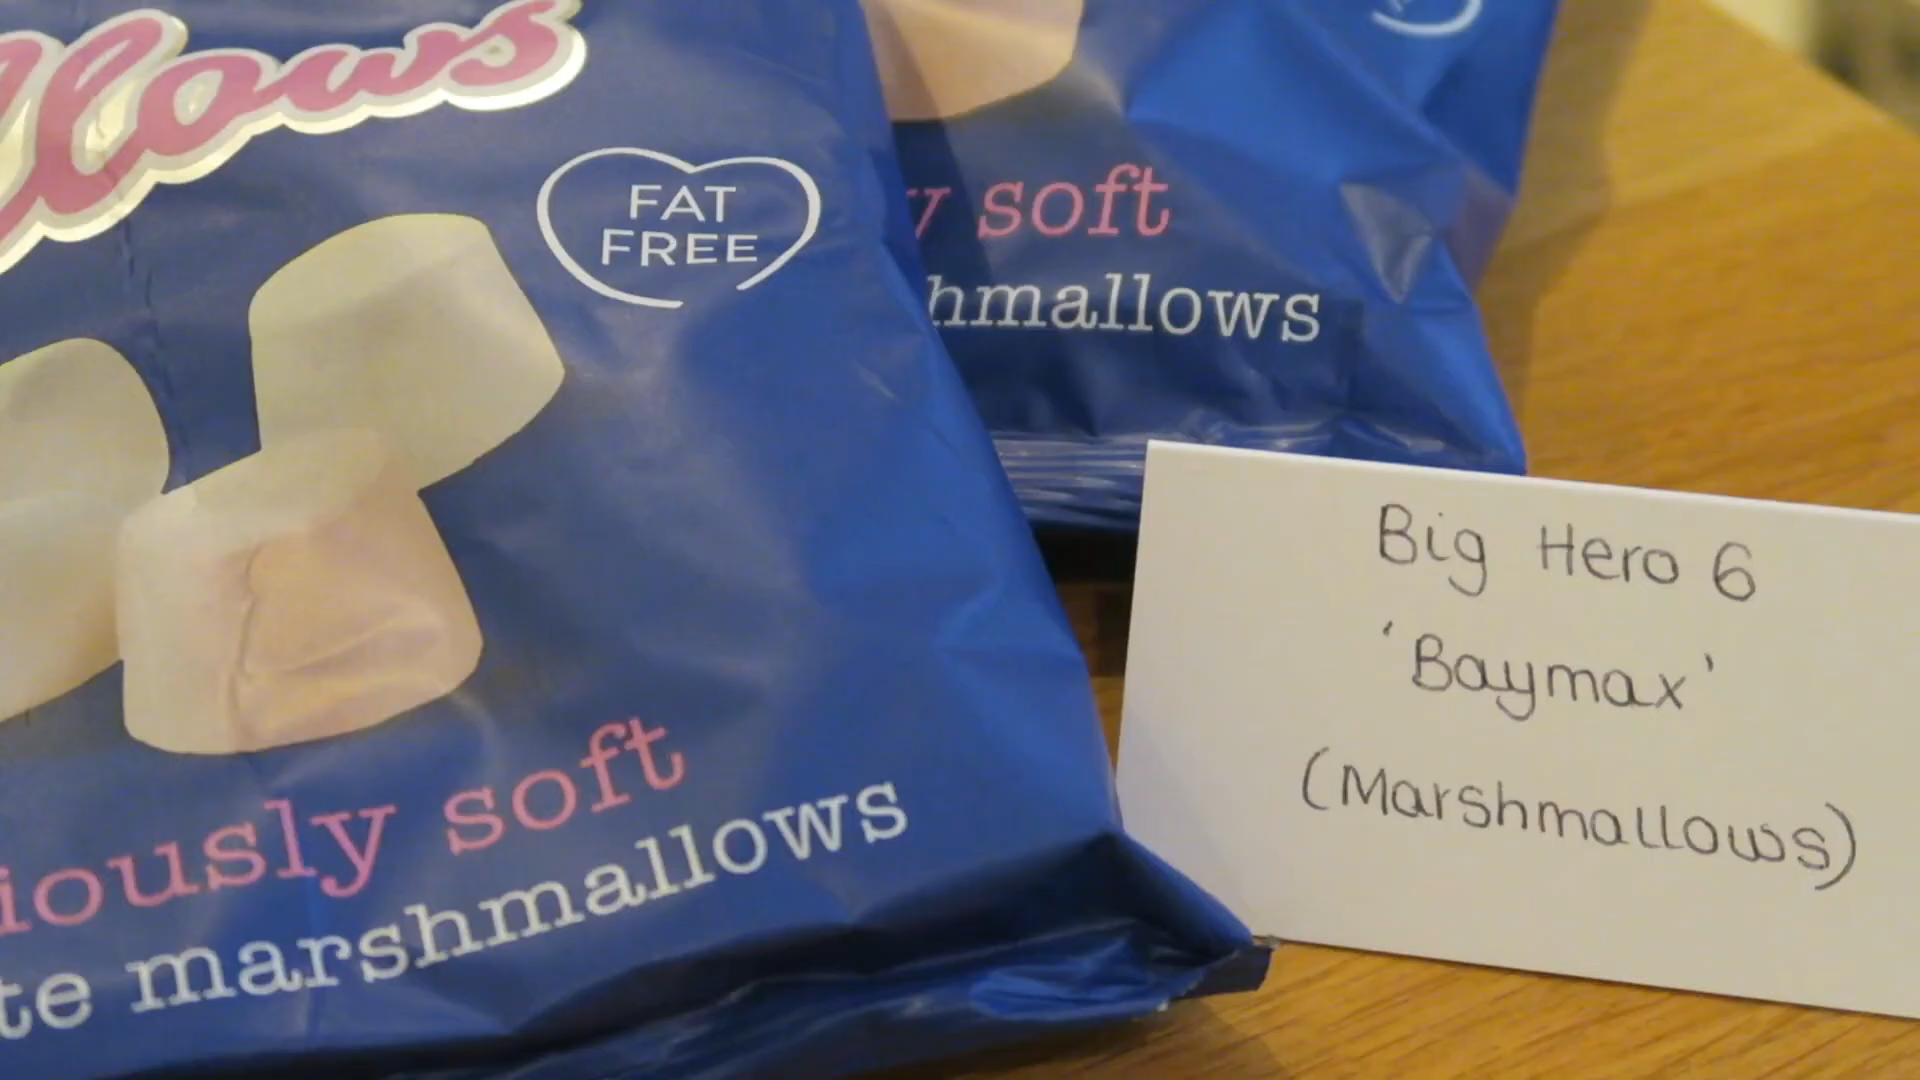 llows
FAT
FREE
iously soft
te marshmallows
y soft
hmallows
Big Hero 6
'Baymax'
(Marshmallows)